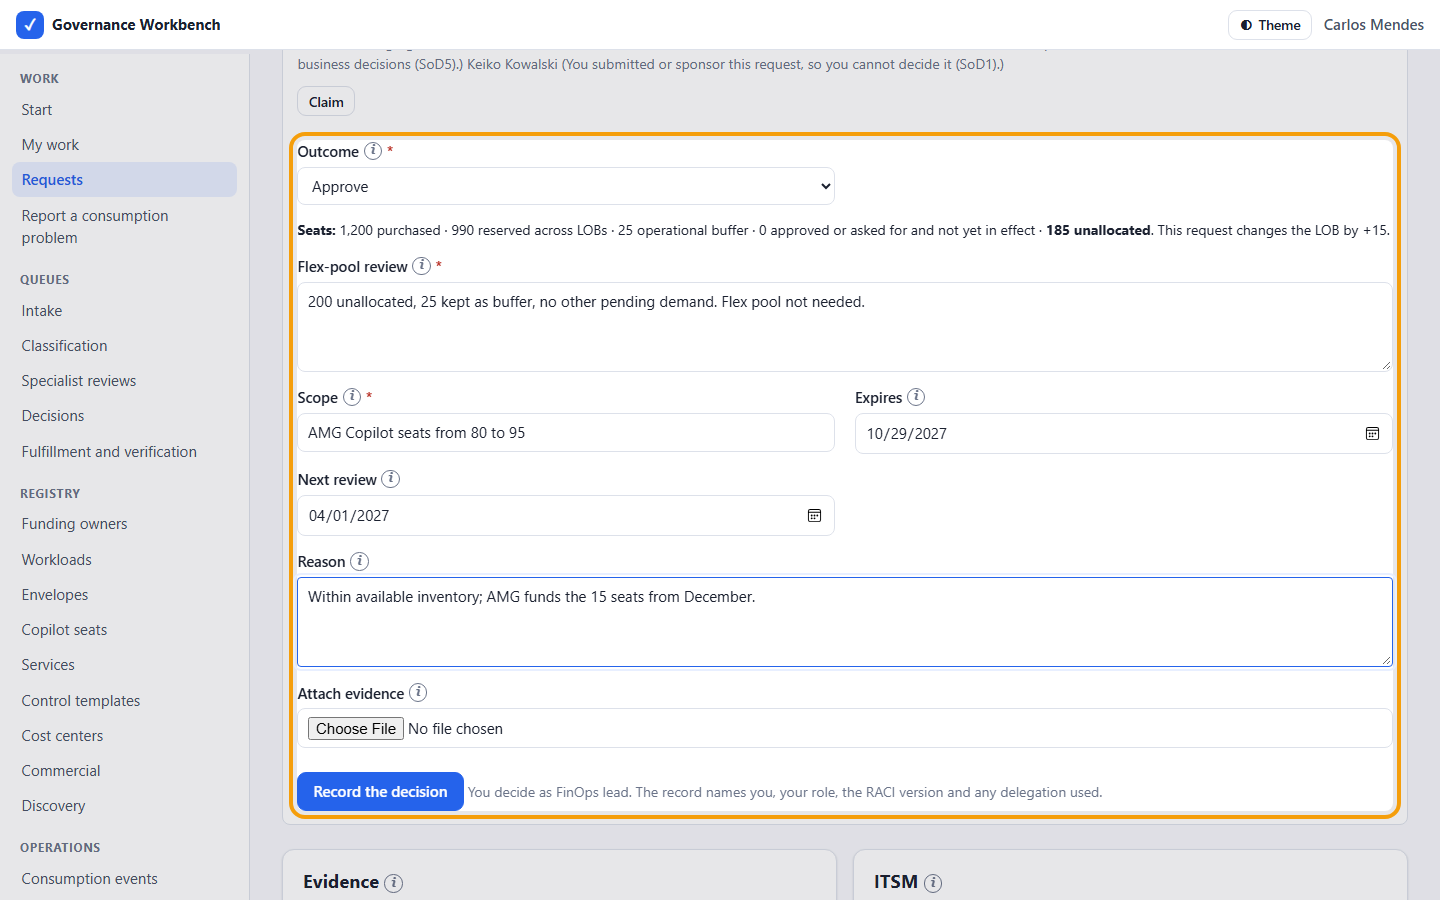 Governance Workbench
Theme
Carlos Mendes
WORK
Start
My work
Requests
Report a consumption
problem
QUEUES
Intake
Classification
Specialist reviews
Decisions
Fulfillment and verification
REGISTRY
Funding owners
Workloads
Envelopes
Copilot seats
Services
Control templates
Cost centers
Commercial
Discovery
OPERATIONS
Consumption events
business decisions (SoD5).) Keiko Kowalski (You submitted or sponsor this request, so you cannot decide it (SoD1).)
Claim
Outcome i *
Approve
Seats: 1,200 purchased · 990 reserved across LOBs · 25 operational buffer · 0 approved or asked for and not yet in effect · 185 unallocated. This request changes the LOB by +15.
Flex-pool review i *
200 unallocated, 25 kept as buffer, no other pending demand. Flex pool not needed.
Scope i *
AMG Copilot seats from 80 to 95
Expires i
10/29/2027
Next review i
04/01/2027
Reason i
Within available inventory; AMG funds the 15 seats from December.
Attach evidence i
Choose File No file chosen
Record the decision You decide as FinOps lead. The record names you, your role, the RACI version and any delegation used.
Evidence i
ITSM i